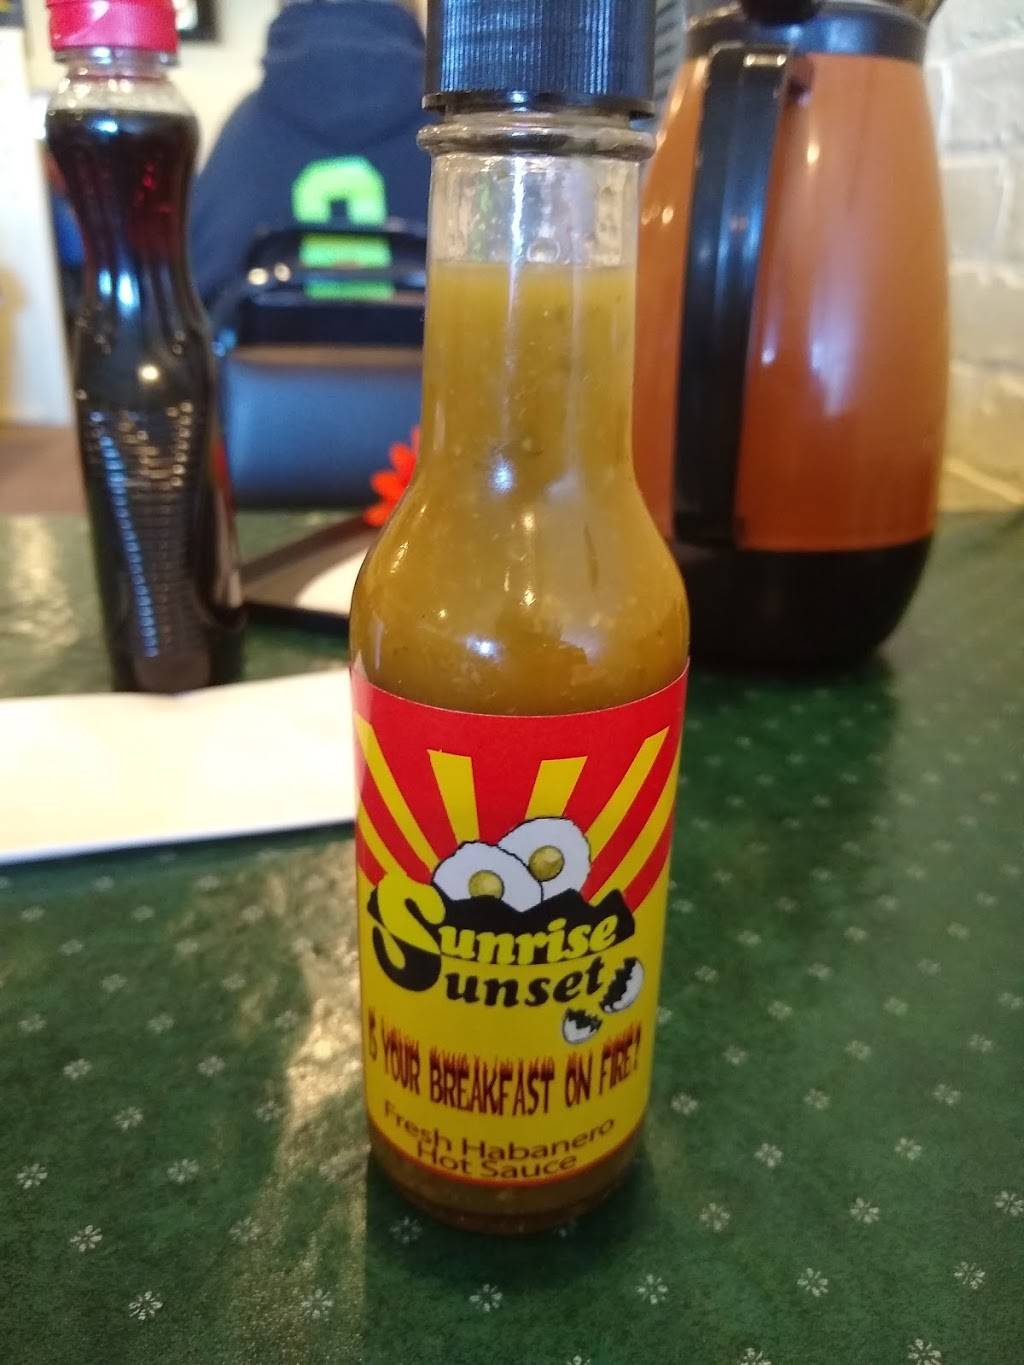 Sunrise
Sunset
IS YOUR BREAKFAST ON FIRE?
Fresh Habanero
Hot Sauce